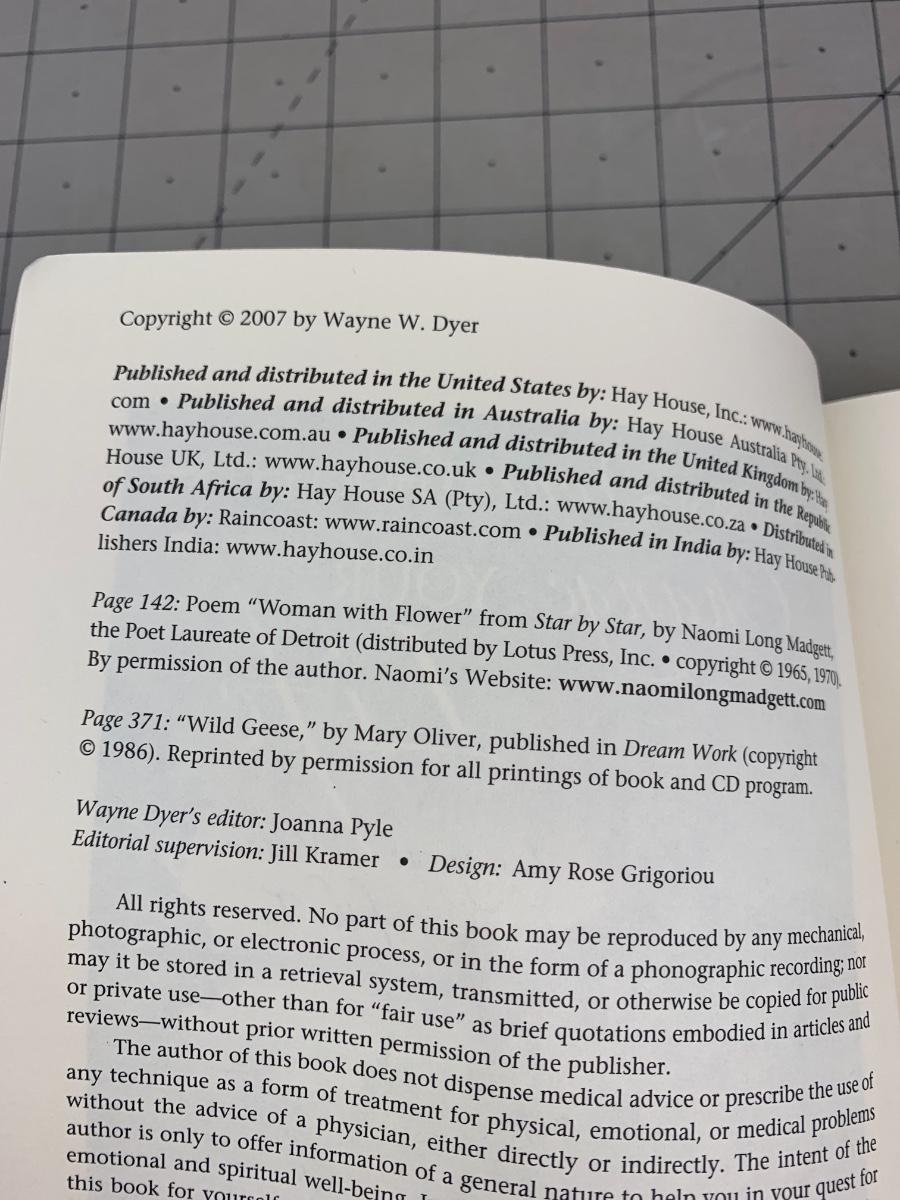 Copyright © 2007 by Wayne W. Dyer
Published and distributed in the United States by: Hay House, Inc.: www.hayhouse.
com • Published and distributed in Australia by: Hay House Australia Pty. Ltd.:
www.hayhouse.com.au • Published and distributed in the United Kingdom by: Hay
House UK, Ltd.: www.hayhouse.co.uk • Published and distributed in the Republic
of South Africa by: Hay House SA (Pty), Ltd.: www.hayhouse.co.za • Distributed in
Canada by: Raincoast: www.raincoast.com • Published in India by: Hay House Pub-
lishers India: www.hayhouse.co.in
Page 142: Poem “Woman with Flower” from Star by Star, by Naomi Long Madgett,
the Poet Laureate of Detroit (distributed by Lotus Press, Inc. • copyright © 1965, 1970).
By permission of the author. Naomi’s Website: www.naomilongmadgett.com
Page 371: “Wild Geese,” by Mary Oliver, published in Dream Work (copyright
© 1986). Reprinted by permission for all printings of book and CD program.
Wayne Dyer’s editor: Joanna Pyle
Editorial supervision: Jill Kramer • Design: Amy Rose Grigoriou
All rights reserved. No part of this book may be reproduced by any mechanical,
photographic, or electronic process, or in the form of a phonographic recording; nor
may it be stored in a retrieval system, transmitted, or otherwise be copied for public
or private use—other than for “fair use” as brief quotations embodied in articles and
reviews—without prior written permission of the publisher.
The author of this book does not dispense medical advice or prescribe the use of
any technique as a form of treatment for physical, emotional, or medical problems
without the advice of a physician, either directly or indirectly. The intent of the
author is only to offer information of a general nature to help you in your quest for
emotional and spiritual well-being.
this book for yourself